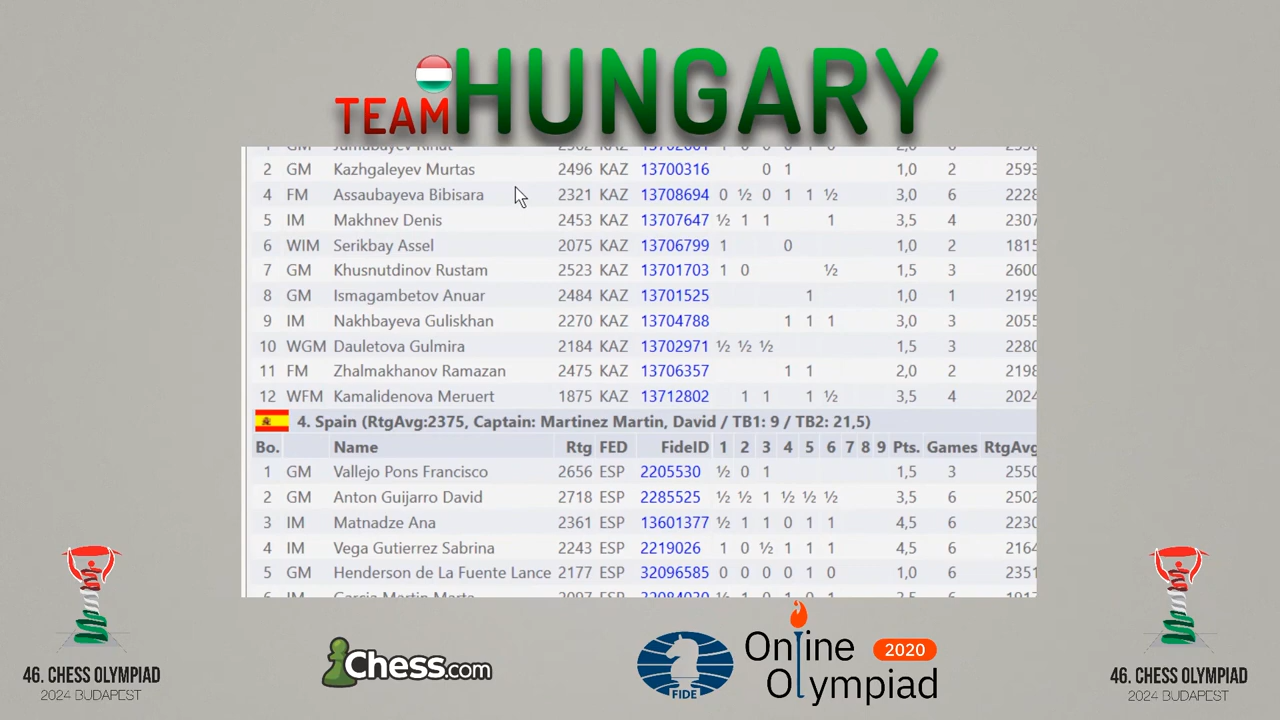 TEAM HUNGARY
2 GM Kazhgaleyev Murtas 2496 KAZ 13700316 0 1 1,0 2 2593
4 FM Assaubayeva Bibisara 2321 KAZ 13708694 0 ½ 0 1 1 ½ 3,0 6 2228
5 IM Makhnev Denis 2453 KAZ 13707647 ½ 1 1 1 3,5 4 2307
6 WIM Serikbay Assel 2075 KAZ 13706799 1 0 1,0 2 1815
7 GM Khusnutdinov Rustam 2523 KAZ 13701703 1 0 ½ 1,5 3 2600
8 GM Ismagambetov Anuar 2484 KAZ 13701525 1 1,0 1 2199
9 IM Nakhbayeva Guliskhan 2270 KAZ 13704788 1 1 1 3,0 3 2055
10 WGM Dauletova Gulmira 2184 KAZ 13702971 ½ ½ ½ 1,5 3 2280
11 FM Zhalmakhanov Ramazan 2475 KAZ 13706357 1 1 2,0 2 2198
12 WFM Kamalidenova Meruert 1875 KAZ 13712802 1 1 1 ½ 3,5 4 2024
4. Spain (RtgAvg:2375, Captain: Martinez Martin, David / TB1: 9 / TB2: 21,5)
Bo. Name Rtg FED FideID 1 2 3 4 5 6 7 8 9 Pts. Games RtgAvg
1 GM Vallejo Pons Francisco 2656 ESP 2205530 ½ 0 1 1,5 3 2550
2 GM Anton Guijarro David 2718 ESP 2285525 ½ ½ 1 ½ ½ ½ 3,5 6 2502
3 IM Matnadze Ana 2361 ESP 13601377 ½ 1 1 0 1 1 4,5 6 2230
4 IM Vega Gutierrez Sabrina 2243 ESP 2219026 1 0 ½ 1 1 1 4,5 6 2164
5 GM Henderson de La Fuente Lance 2177 ESP 32096585 0 0 0 0 1 0 1,0 6 2351
46. CHESS OLYMPIAD
2024 BUDAPEST
Chess.com
FIDE
Online 2020
Olympiad
46. CHESS OLYMPIAD
2024 BUDAPEST